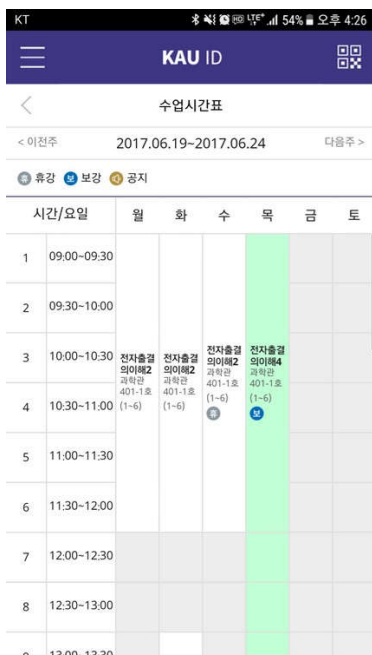 KT HD LTE+ 54% 오후 4:26
KAU ID
수업시간표
< 이전주 2017.06.19~2017.06.24 다음주 >
휴 휴강 보 보강 공지
시간/요일 월 화 수 목 금 토
1 09:00~09:30
2 09:30~10:00
3 10:00~10:30
4 10:30~11:00
5 11:00~11:30
6 11:30~12:00
7 12:00~12:30
8 12:30~13:00
전자출결
의이해2
과학관
401-1호
(1~6)
전자출결
의이해2
과학관
401-1호
(1~6)
전자출결
의이해2
과학관
401-1호
(1~6)
휴
전자출결
의이해4
과학관
401-1호
(1~6)
보